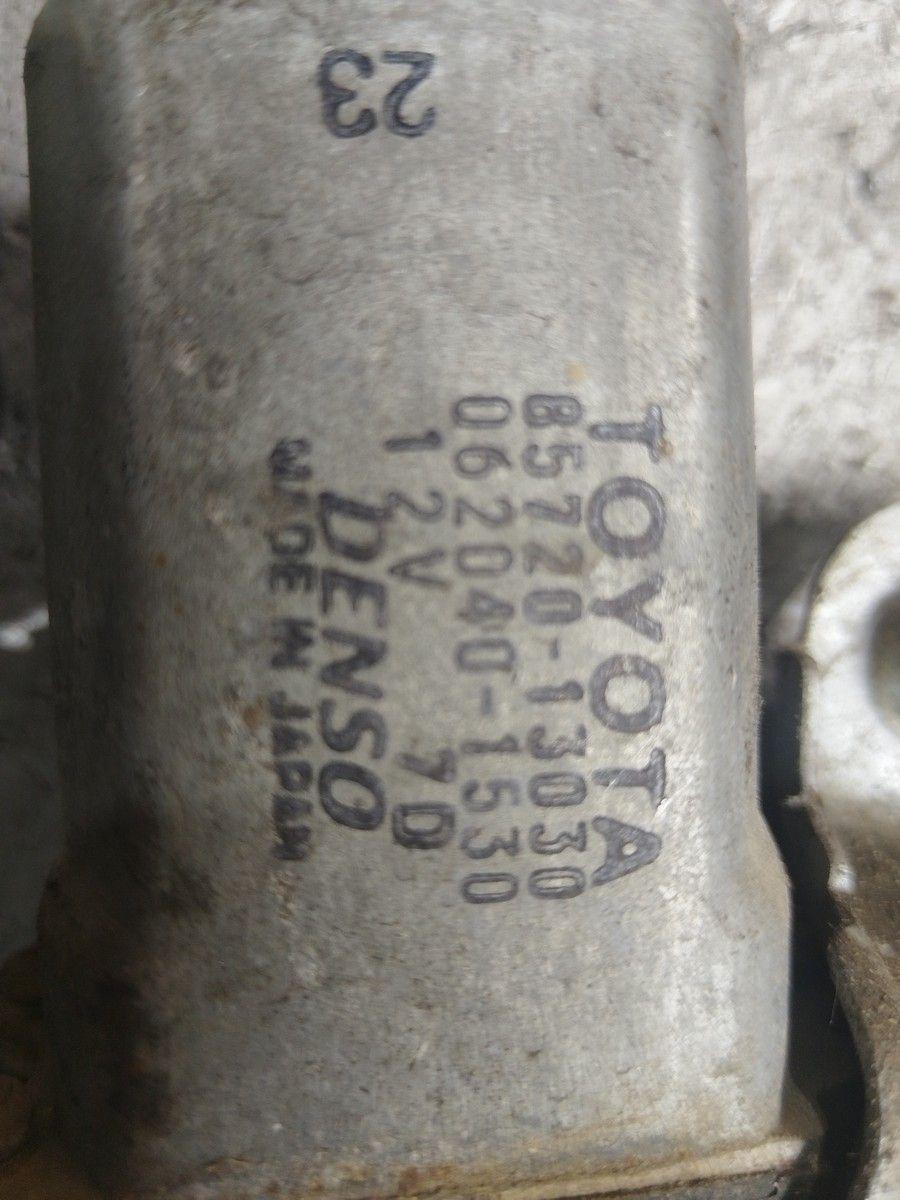 TOYOTA
85720-13030
062040-1530
12V 7D
DENSO
MADE IN JAPAN
23